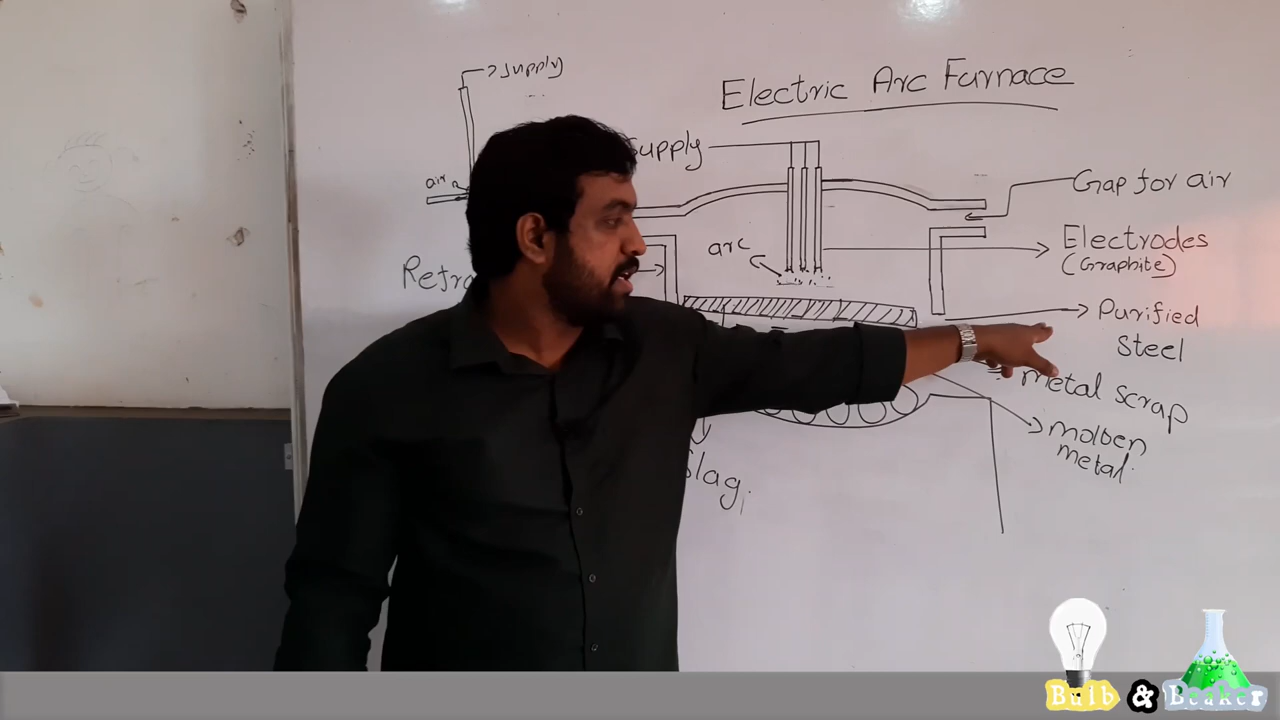 supply
Electric Arc Furnace
Supply
air
Gap for air
arc
Electrodes
(Graphite)
Purified
Steel
metal scrap
molten
metal
Slag
Bulb & Beaker